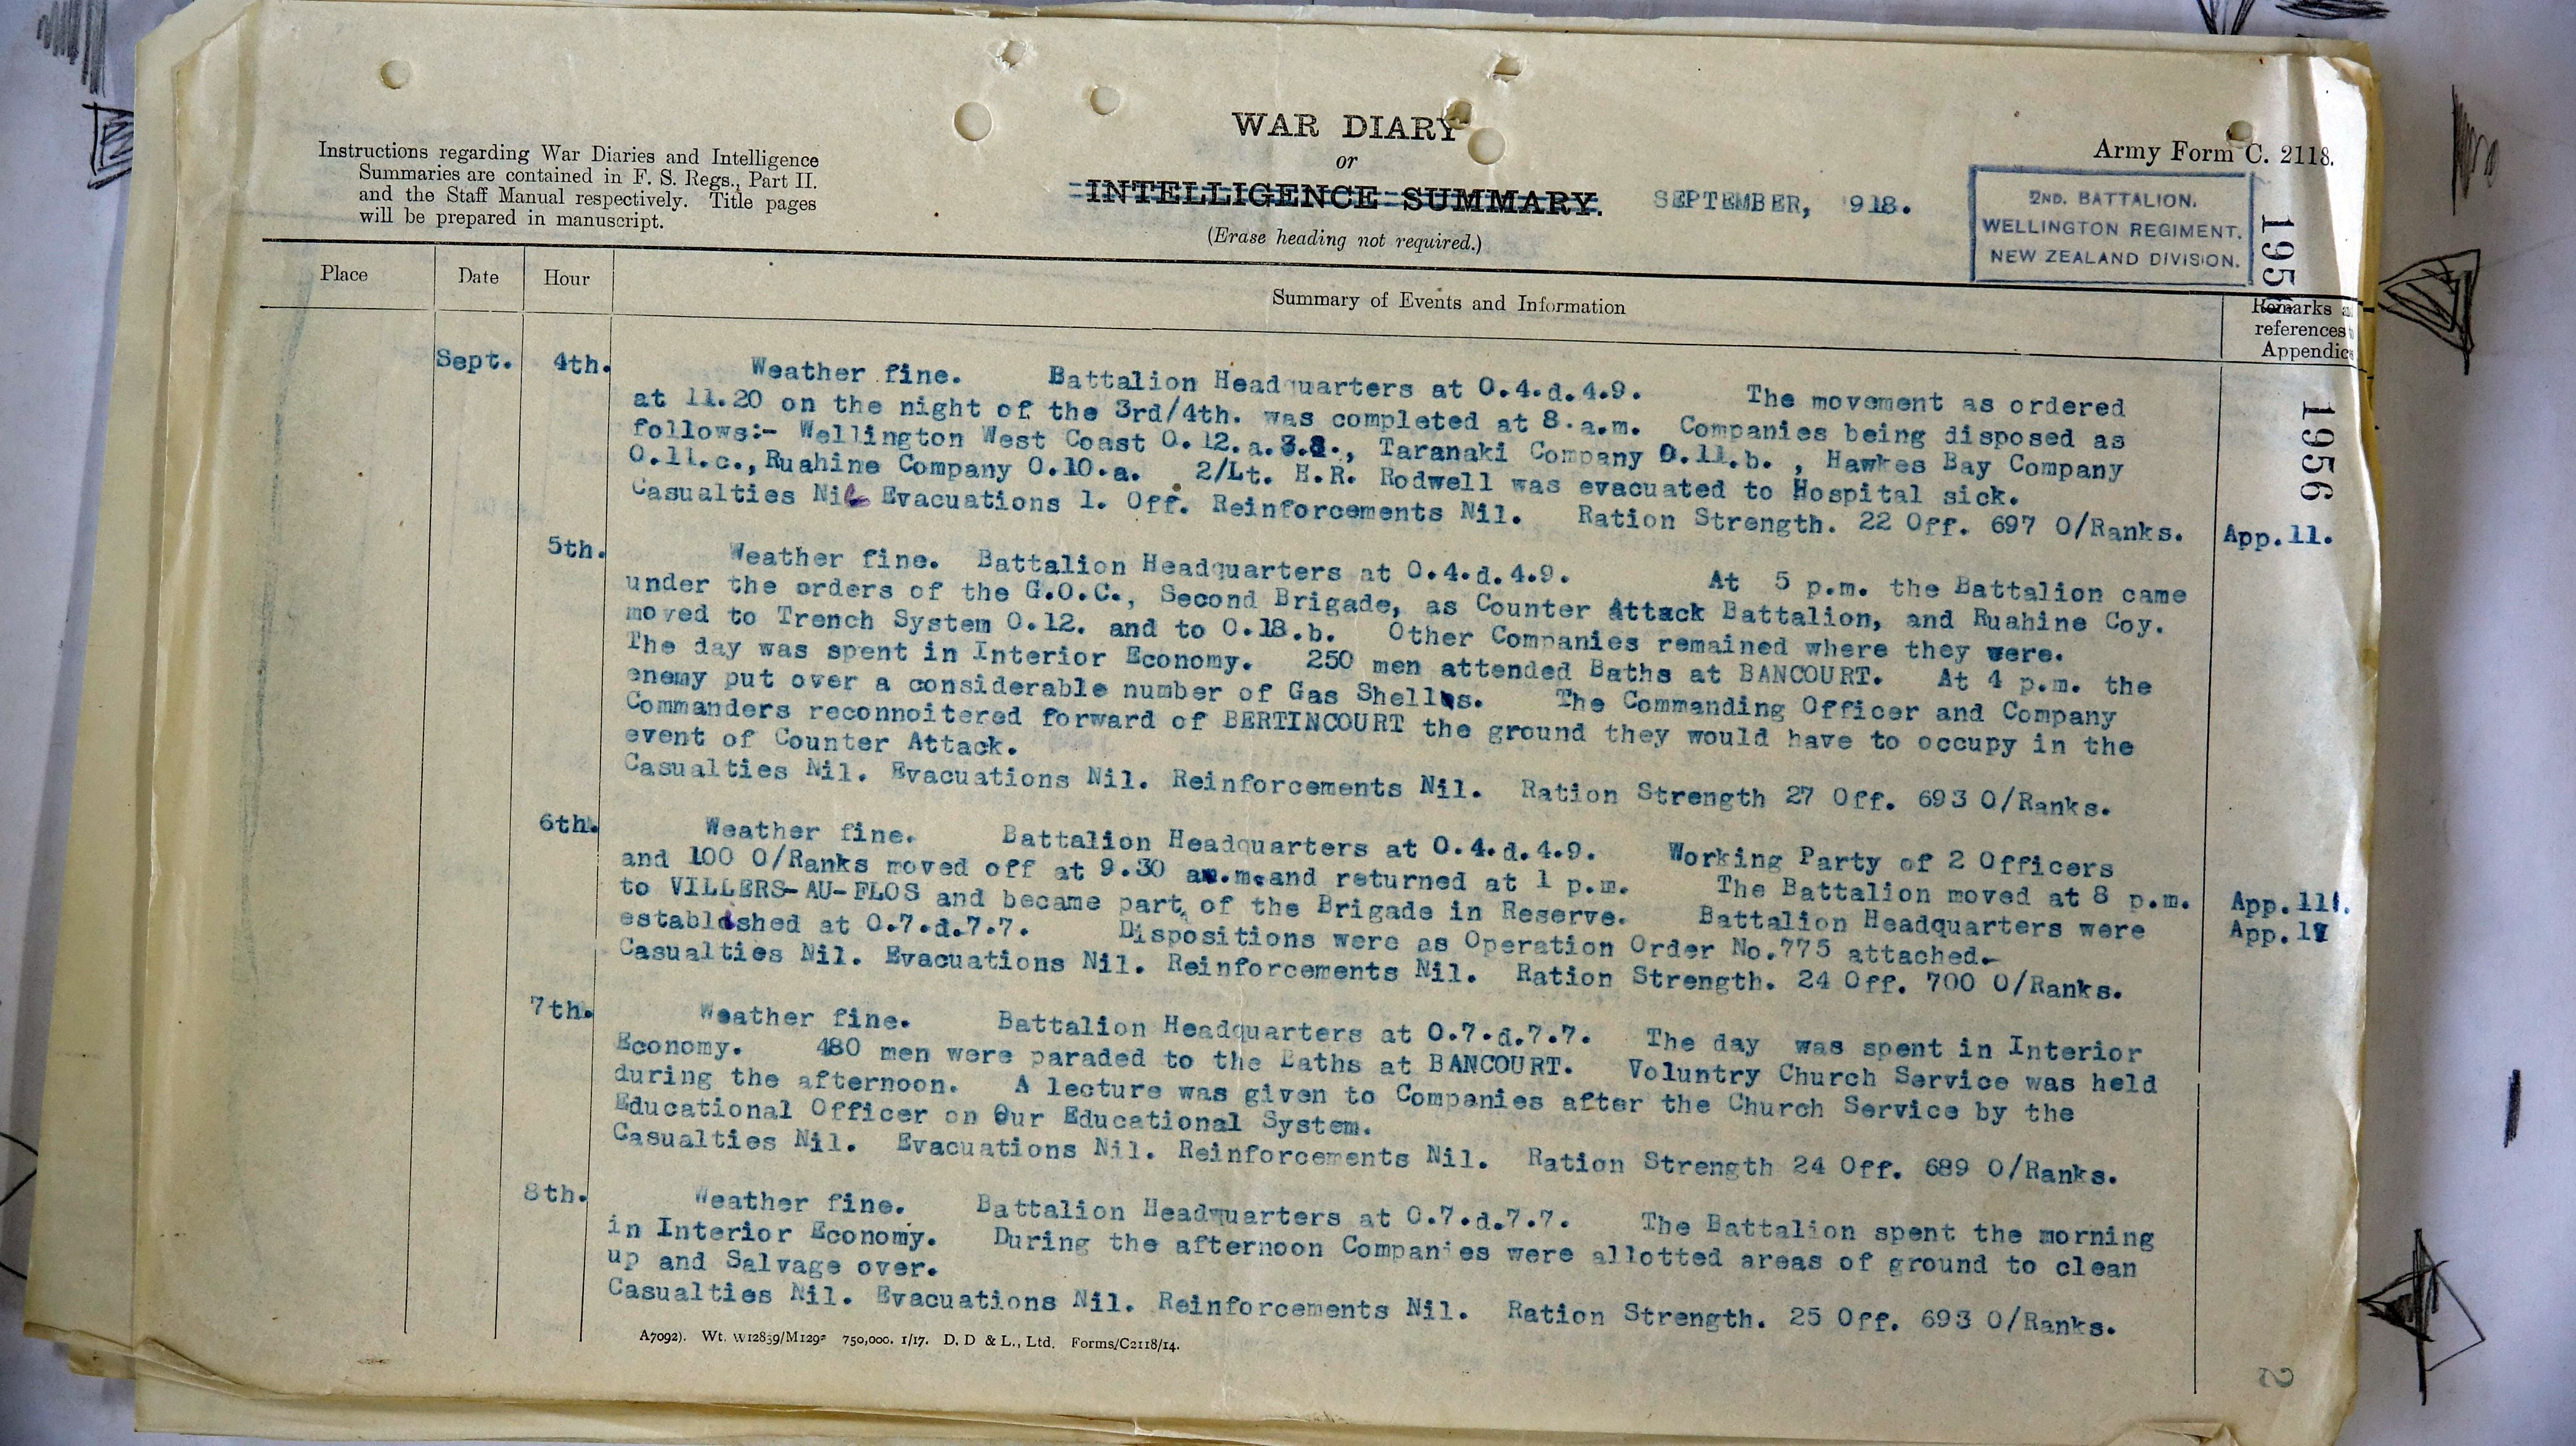 Instructions regarding War Diaries and Intelligence
Summaries are contained in F. S. Regs., Part II.
and the Staff Manual respectively. Title pages
will be prepared in manuscript.
WAR DIARY
or
INTELLIGENCE SUMMARY.
(Erase heading not required.)
SEPTEMBER, 1918.
Army Form C. 2118.
2ND. BATTALION.
WELLINGTON REGIMENT.
NEW ZEALAND DIVISION.
195
1956
Place
Date
Hour
Summary of Events and Information
Remarks
references
Appendic
Sept. 4th. Weather fine. Battalion Headquarters at O.4.d.4.9. The movement as ordered
at 11.20 on the night of the 3rd/4th. was completed at 8.a.m. Companies being disposed as
follows:- Wellington West Coast O.12.a., Taranaki Company O.11.b. , Hawkes Bay Company
O.11.c., Ruahine Company O.10.a. 2/Lt. H.R. Rodwell was evacuated to Hospital sick.
Casualties Nil Evacuations 1. Off. Reinforcements Nil. Ration Strength. 22 Off. 697 O/Ranks. App.11.
5th. Weather fine. Battalion Headquarters at O.4.d.4.9. At 5 p.m. the Battalion came
under the orders of the G.O.C., Second Brigade, as Counter Attack Battalion, and Ruahine Coy.
moved to Trench System O.12. and to O.18.b. Other Companies remained where they were.
The day was spent in Interior Economy. 250 men attended Baths at BANCOURT. At 4 p.m. the
enemy put over a considerable number of Gas Shells. The Commanding Officer and Company
Commanders reconnoitered forward of BERTINCOURT the ground they would have to occupy in the
event of Counter Attack.
Casualties Nil. Evacuations Nil. Reinforcements Nil. Ration Strength 27 Off. 693 O/Ranks.
6th. Weather fine. Battalion Headquarters at O.4.d.4.9. Working Party of 2 Officers
and 100 O/Ranks moved off at 9.30 a.m.and returned at 1 p.m. The Battalion moved at 8 p.m. App.111.
to VILLERS-AU-FLOS and became part of the Brigade in Reserve. Battalion Headquarters were App.1V
established at O.7.d.7.7. Dispositions were as Operation Order No.775 attached.
Casualties Nil. Evacuations Nil. Reinforcements Nil. Ration Strength. 24 Off. 700 O/Ranks.
7th. Weather fine. Battalion Headquarters at O.7.d.7.7. The day was spent in Interior
Economy. 480 men were paraded to the Baths at BANCOURT. Voluntry Church Service was held
during the afternoon. A lecture was given to Companies after the Church Service by the
Educational Officer on Our Educational System.
Casualties Nil. Evacuations Nil. Reinforcements Nil. Ration Strength 24 Off. 689 O/Ranks.
8th. Weather fine. Battalion Headquarters at O.7.d.7.7. The Battalion spent the morning
in Interior Economy. During the afternoon Companies were allotted areas of ground to clean
up and Salvage over.
Casualties Nil. Evacuations Nil. Reinforcements Nil. Ration Strength. 25 Off. 693 O/Ranks.
A7092). Wt. W12839/M129 750,000. 1/17. D. D & L., Ltd. Forms/C2118/14.
2